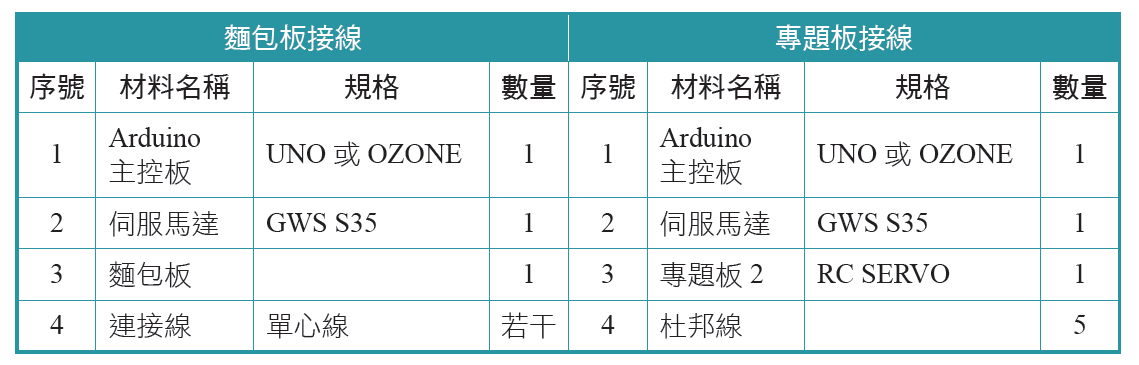 麵包板接線 專題板接線
序號 材料名稱 規格 數量 序號 材料名稱 規格 數量
1 Arduino 主控板 UNO 或 OZONE 1 1 Arduino 主控板 UNO 或 OZONE 1
2 伺服馬達 GWS S35 1 2 伺服馬達 GWS S35 1
3 麵包板 1 3 專題板 2 RC SERVO 1
4 連接線 單心線 若干 4 杜邦線 5